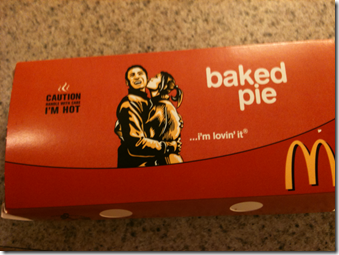 CAUTION
HANDLE WITH CARE
I'M HOT
baked
pie
...i'm lovin' it®